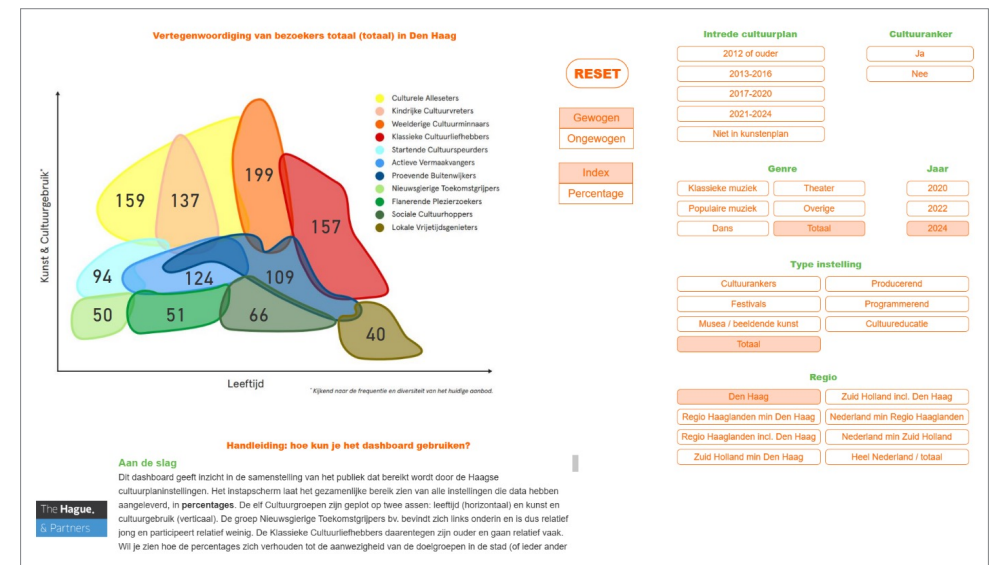 Vertegenwoordiging van bezoekers totaal (totaal) in Den Haag
Kunst & Cultuurgebruik*
Culturele Alleseters
Kindrijke Cultuurvreters
Weelderige Cultuurminnaars
Klassieke Cultuurliefhebbers
Startende Cultuurspeurders
Actieve Vermaakvangers
Proevende Buitenwijkers
Nieuwsgierige Toekomstgrijpers
Flanerende Plezierzoekers
Sociale Cultuurhoppers
Lokale Vrijetijdsgenieters
159
137
199
157
94
124
109
50
51
66
40
Leeftijd
* Kijkend naar de frequentie en diversiteit van het huidige aanbod.
RESET
Gewogen
Ongewogen
Index
Percentage
Intrede cultuurplan
2012 of ouder
2013-2016
2017-2020
2021-2024
Niet in kunstenplan
Cultuuranker
Ja
Nee
Genre
Klassieke muziek
Theater
Populaire muziek
Overige
Dans
Totaal
Jaar
2020
2022
2024
Type instelling
Cultuurankers
Producerend
Festivals
Programmerend
Musea / beeldende kunst
Cultuureducatie
Totaal
Regio
Den Haag
Zuid Holland incl. Den Haag
Regio Haaglanden min Den Haag
Nederland min Regio Haaglanden
Regio Haaglanden incl. Den Haag
Nederland min Zuid Holland
Zuid Holland min Den Haag
Heel Nederland / totaal
Handleiding: hoe kun je het dashboard gebruiken?
Aan de slag
Dit dashboard geeft inzicht in de samenstelling van het publiek dat bereikt wordt door de Haagse
cultuurplaninstellingen. Het instapscherm laat het gezamenlijke bereik zien van alle instellingen die data hebben
aangeleverd, in percentages. De elf Cultuurgroepen zijn geplot op twee assen: leeftijd (horizontaal) en kunst en
cultuurgebruik (verticaal). De groep Nieuwsgierige Toekomstgrijpers bv. bevindt zich links onderin en is dus relatief
jong en participeert relatief weinig. De Klassieke Cultuurliefhebbers daarentegen zijn ouder en gaan relatief vaak.
Wil je zien hoe de percentages zich verhouden tot de aanwezigheid van de doelgroepen in de stad (of ieder ander
The Hague,
& Partners